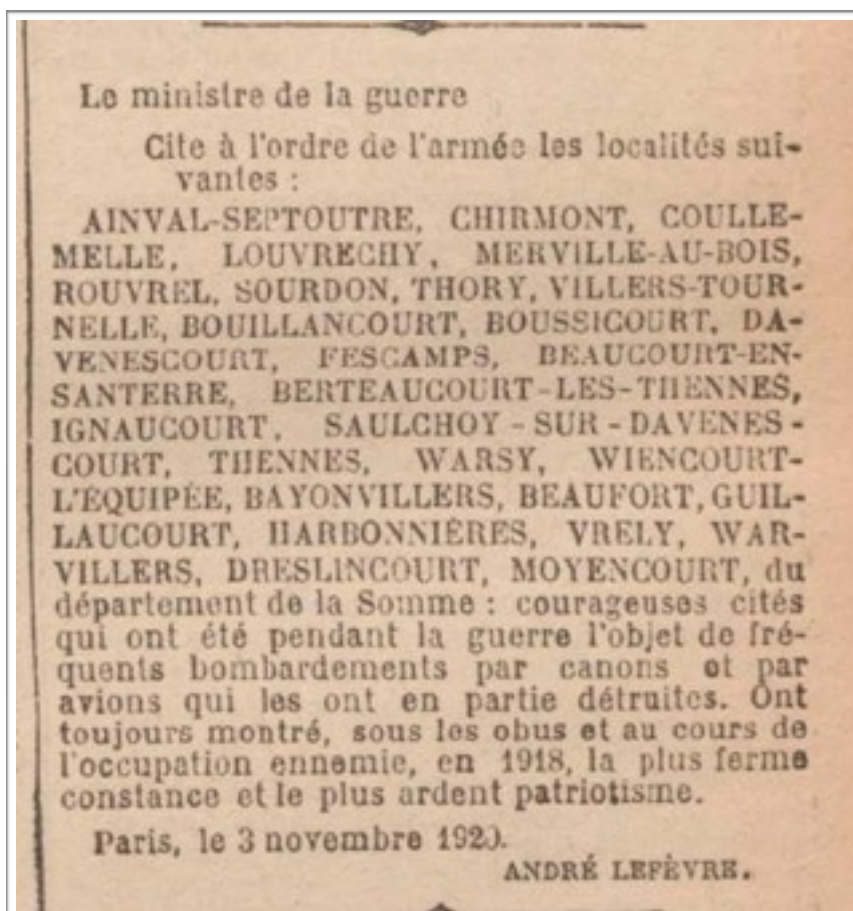 Le ministre de la guerre
Cite à l'ordre de l'armée les localités sui-
vantes :
AINVAL-SEPTOUTRE, CHIRMONT, COULLE-
MELLE, LOUVRECHY, MERVILLE-AU-BOIS,
ROUVREL, SOURDON, THORY, VILLERS-TOUR-
NELLE, BOUILLANCOURT, BOUSSICOURT, DA-
VENESCOURT, FESCAMPS, BEAUCOURT-EN-
SANTERRE, BERTEAUCOURT-LES-THENNES,
IGNAUCOURT, SAULCHOY-SUR-DAVENES-
COURT, THENNES, WARSY, WIENCOURT-
L'ÉQUIPÉE, BAYONVILLERS, BEAUFORT, GUIL-
LAUCOURT, HARBONNIÈRES, VRELY, WAR-
VILLERS, DRESLINCOURT, MOYENCOURT, du
département de la Somme : courageuses cités
qui ont été pendant la guerre l'objet de fré-
quents bombardements par canons et par
avions qui les ont en partie détruites. Ont
toujours montré, sous les obus et au cours de
l'occupation ennemie, en 1918, la plus ferme
constance et le plus ardent patriotisme.
Paris, le 3 novembre 1920.
ANDRÉ LEFÈVRE.